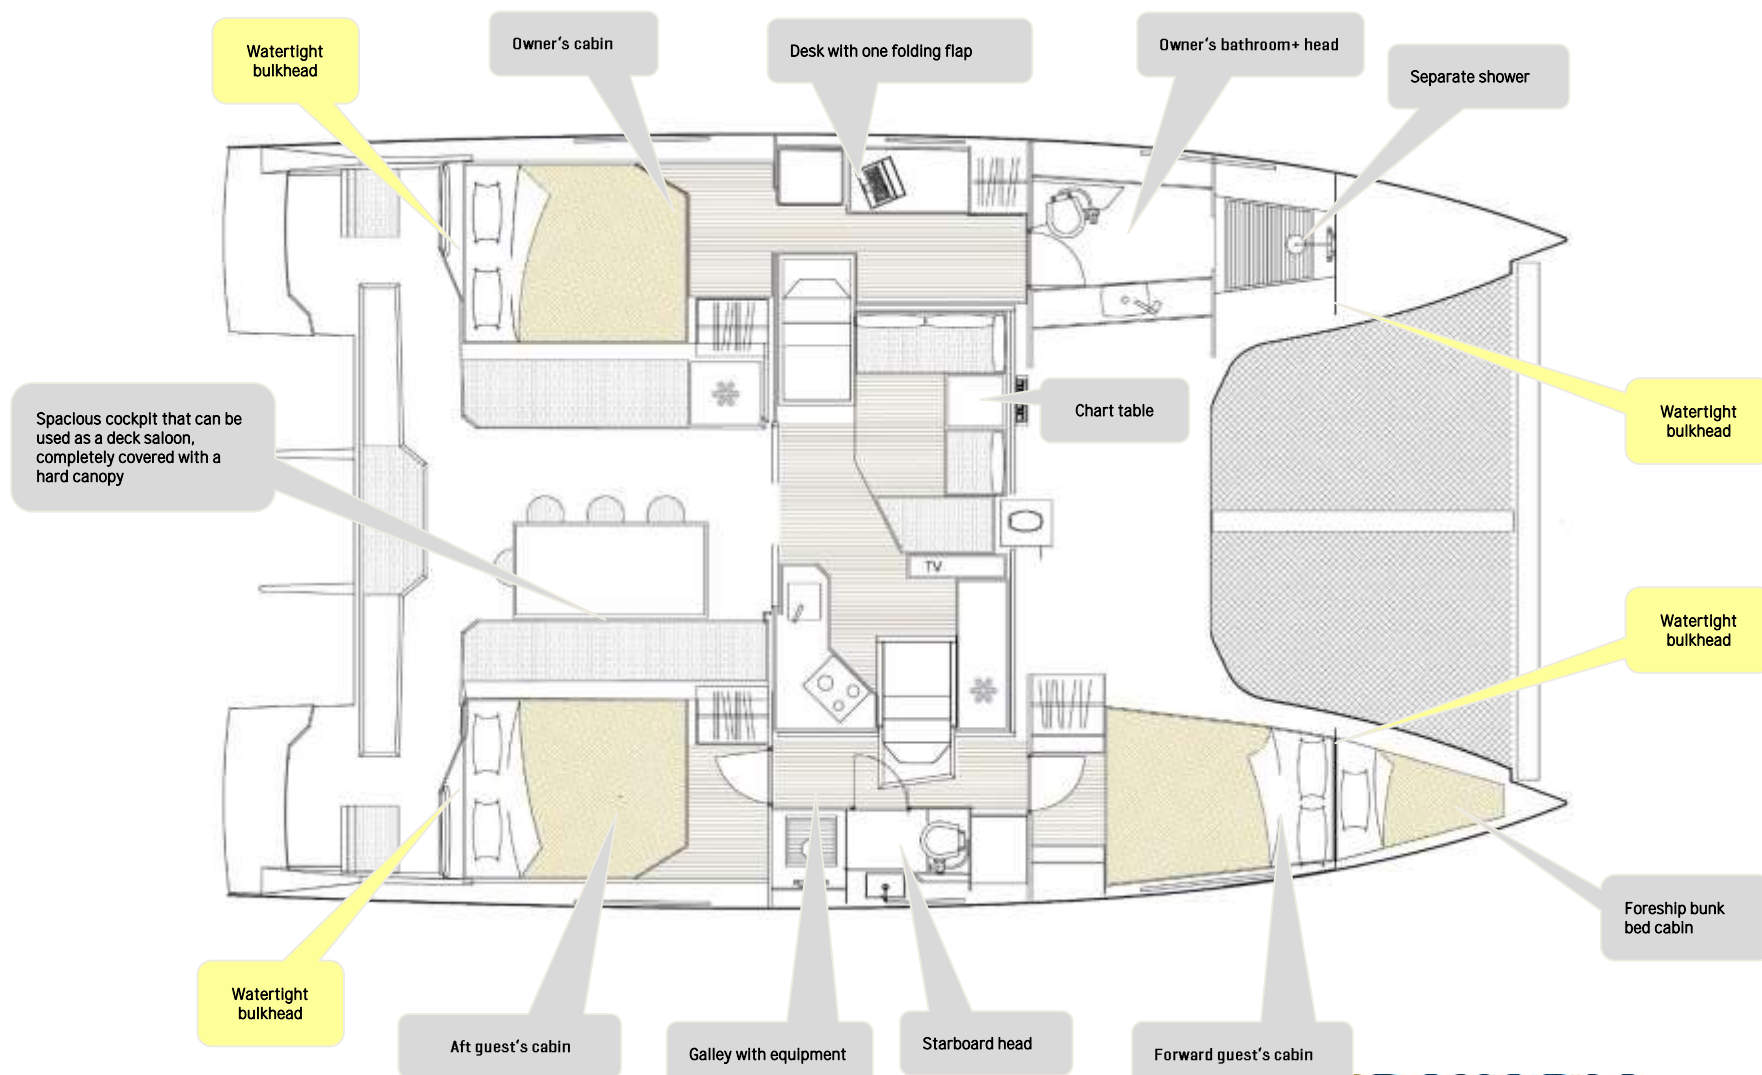 Watertight
bulkhead
Owner's cabin
Desk with one folding flap
Owner's bathroom+ head
Separate shower
Spacious cockpit that can be
used as a deck saloon,
completely covered with a
hard canopy
Chart table
Watertight
bulkhead
TV
Watertight
bulkhead
Foreship bunk
bed cabin
Watertight
bulkhead
Aft guest's cabin
Galley with equipment
Starboard head
Forward guest's cabin